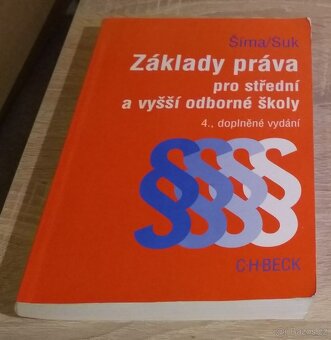 Šíma/Suk
Základy práva
pro střední
a vyšší odborné školy
4., doplněné vydání
C.H.BECK